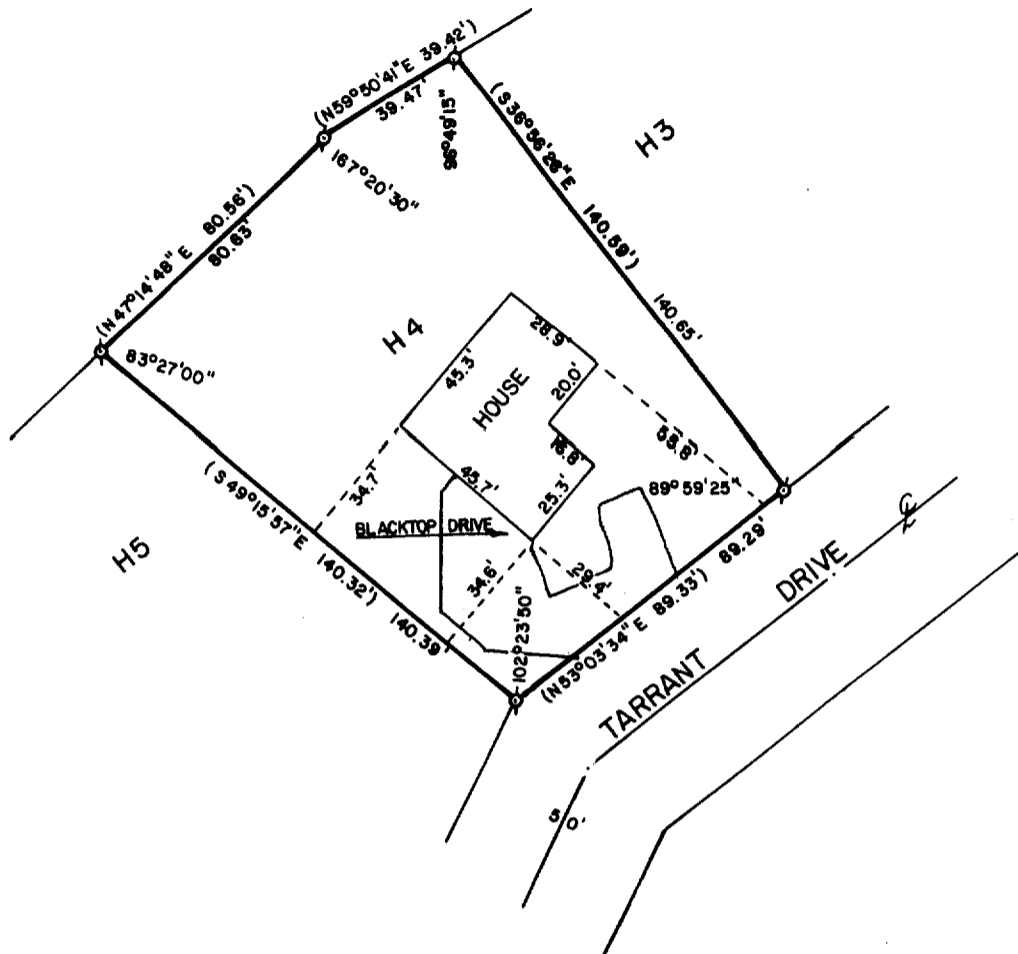 (N59°50'41"E 39.42')
39.47'
96°49'15"
(S36°56'26"E 140.59')
140.65'
H3
167°20'30"
(N47°14'48"E 80.56')
80.63'
83°27'00"
H4
HOUSE
45.3'
28.9'
20.0'
25.3'
45.7'
55.8'
34.7'
BLACKTOP DRIVE
89°59'25"
34.6'
29.4'
(S49°15'57"E 140.32') 140.39'
H5
102°23'50"
(N53°03'34"E 89.33') 89.29'
TARRANT DRIVE
℄
50'